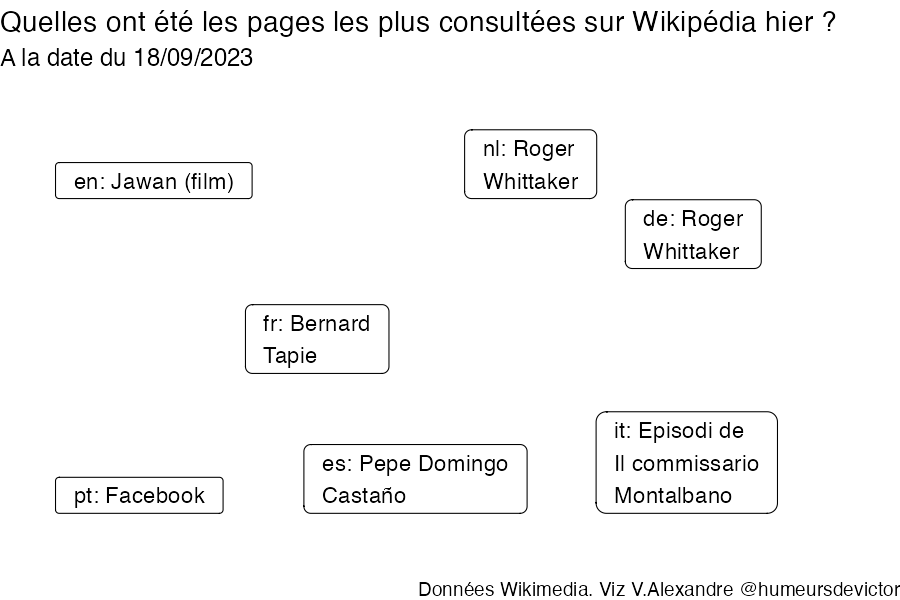 Quelles ont été les pages les plus consultées sur Wikipédia hier ?
A la date du 18/09/2023
en: Jawan (film)
nl: Roger
Whittaker
de: Roger
Whittaker
fr: Bernard
Tapie
pt: Facebook
es: Pepe Domingo
Castaño
it: Episodi de
Il commissario
Montalbano
Données Wikimedia. Viz V.Alexandre @humeursdevictor